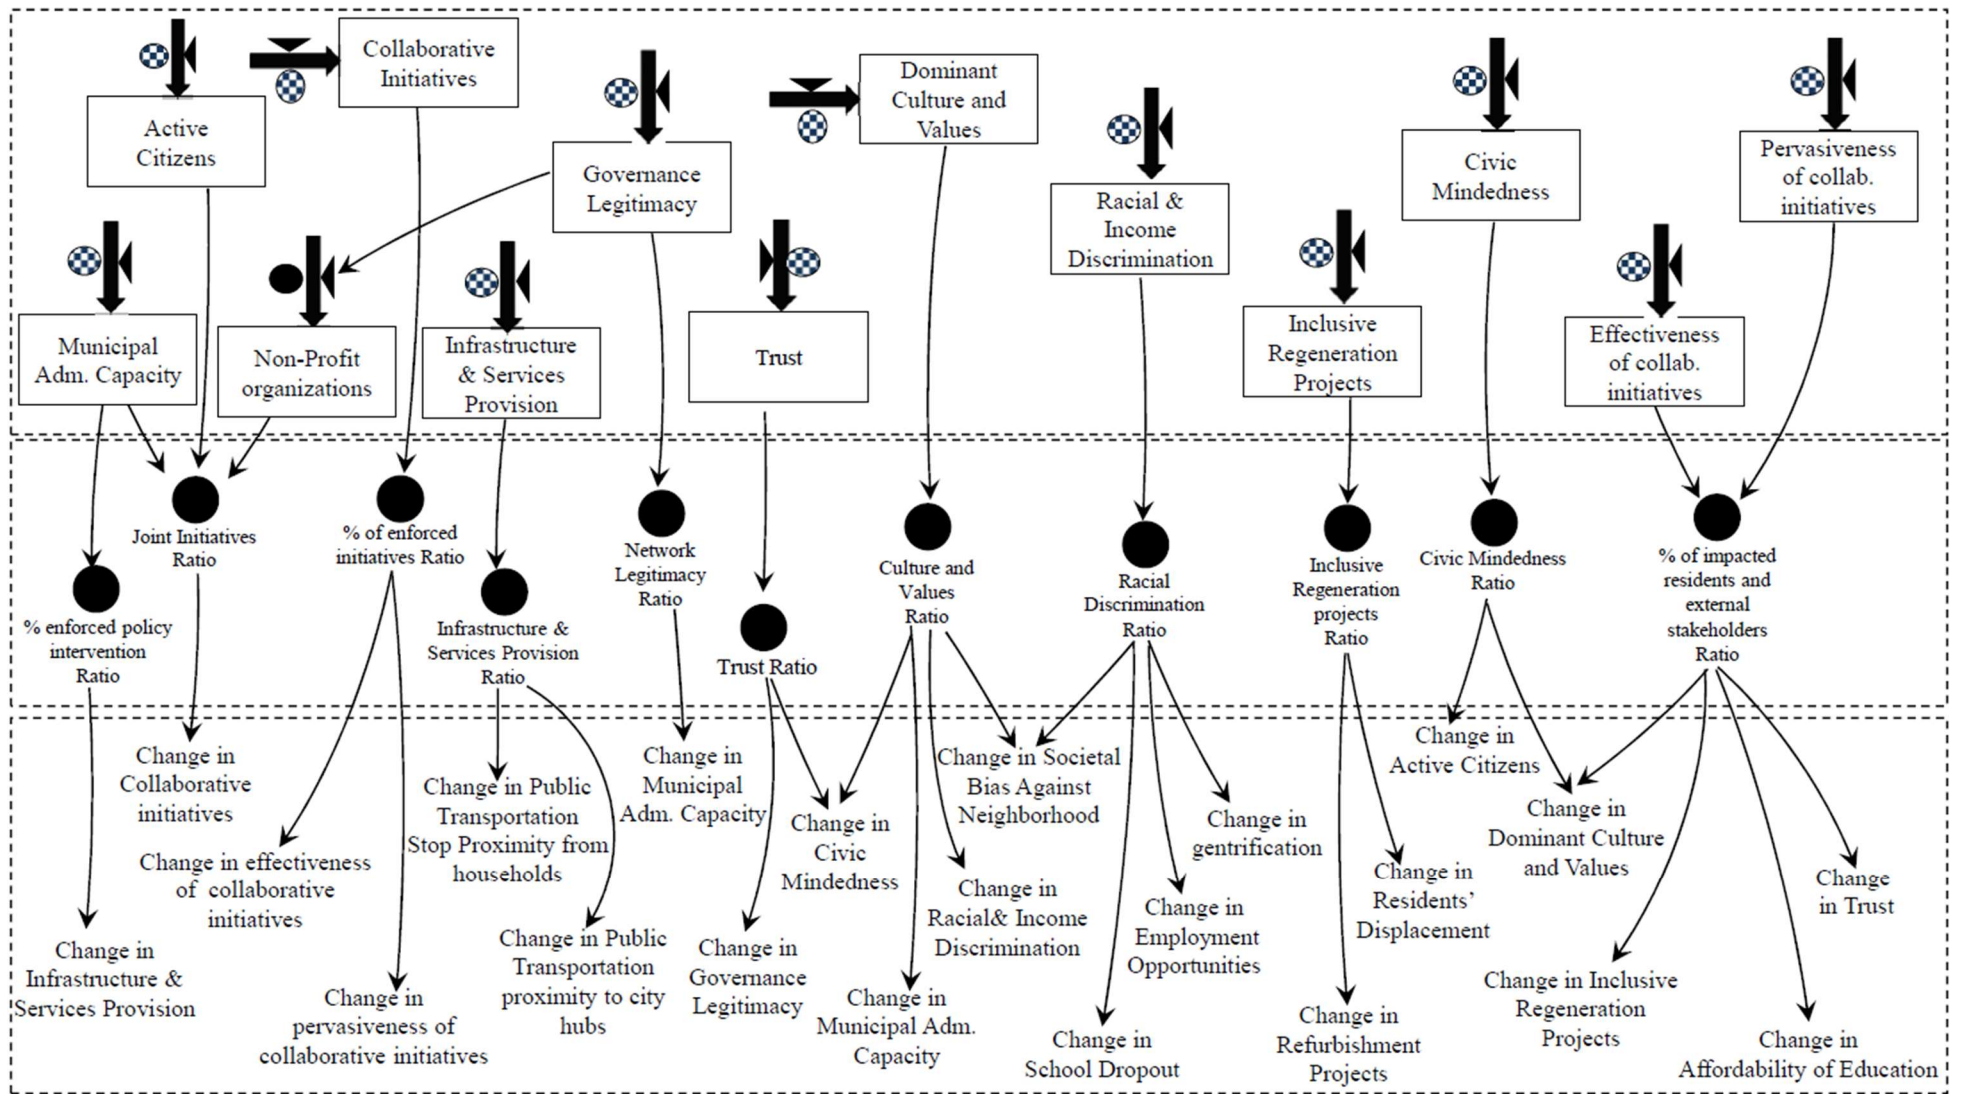 Collaborative
Initiatives
Active
Citizens
Governance
Legitimacy
Dominant
Culture and
Values
Racial &
Income
Discrimination
Civic
Mindedness
Pervasiveness
of collab.
initiatives
Municipal
Adm. Capacity
Non-Profit
organizations
Infrastructure
& Services
Provision
Trust
Inclusive
Regeneration
Projects
Effectiveness
of collab.
initiatives
% enforced policy
intervention
Ratio
Joint Initiatives
Ratio
% of enforced
initiatives Ratio
Infrastructure &
Services Provision
Ratio
Network
Legitimacy
Ratio
Trust Ratio
Culture and
Values
Ratio
Racial
Discrimination
Ratio
Inclusive
Regeneration
projects
Ratio
Civic Mindedness
Ratio
% of impacted
residents and
external
stakeholders
Ratio
Change in
Infrastructure &
Services Provision
Change in
Collaborative
initiatives
Change in effectiveness
of collaborative
initiatives
Change in
pervasiveness of
collaborative initiatives
Change in Public
Transportation
Stop Proximity from
households
Change in Public
Transportation
proximity to city
hubs
Change in
Municipal
Adm. Capacity
Change in
Governance
Legitimacy
Change in
Civic
Mindedness
Change in
Municipal Adm.
Capacity
Change in Societal
Bias Against
Neighborhood
Change in
Racial& Income
Discrimination
Change in
School Dropout
Change in
Employment
Opportunities
Change in
gentrification
Change in
Refurbishment
Projects
Change in
Residents’
Displacement
Change in
Active Citizens
Change in
Dominant Culture
and Values
Change in Inclusive
Regeneration
Projects
Change in
Affordability of Education
Change
in Trust